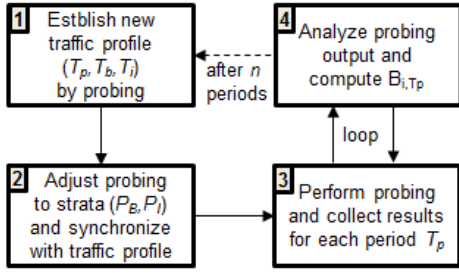 1
Estblish new
traffic profile
(Tp, Tb, Ti)
by probing
4
Analyze probing
output and
compute Bi,Tp
after n
periods
loop
2
Adjust probing
to strata (PB, PI)
and synchronize
with traffic profile
3
Perform probing
and collect results
for each period Tp